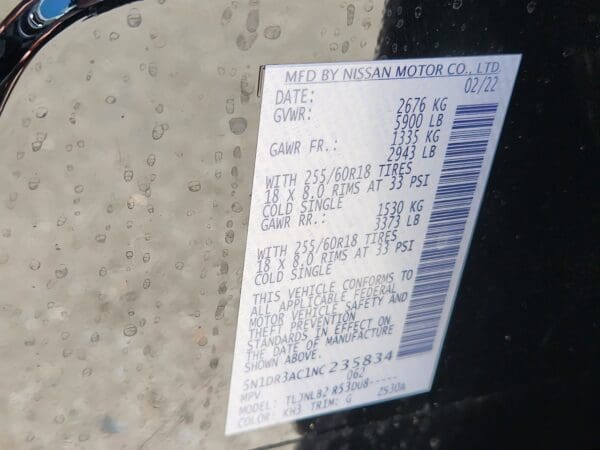 MFD BY NISSAN MOTOR CO., LTD
DATE: 02/22
GVWR: 2676 KG
5900 LB
GAWR FR.: 1335 KG
2943 LB
WITH 255/60R18 TIRES
18 X 8.0 RIMS AT 33 PSI
COLD SINGLE
GAWR RR.: 1530 KG
3373 LB
WITH 255/60R18 TIRES
18 X 8.0 RIMS AT 33 PSI
COLD SINGLE
THIS VEHICLE CONFORMS TO
ALL APPLICABLE FEDERAL
MOTOR VEHICLE SAFETY AND
THEFT PREVENTION
STANDARDS IN EFFECT ON
THE DATE OF MANUFACTURE
SHOWN ABOVE.
5N1DR3AC1NC235834
MPV 062
MODEL: TLJNLB2 R53DU8-----
COLOR: KH3 TRIM: G Z530A